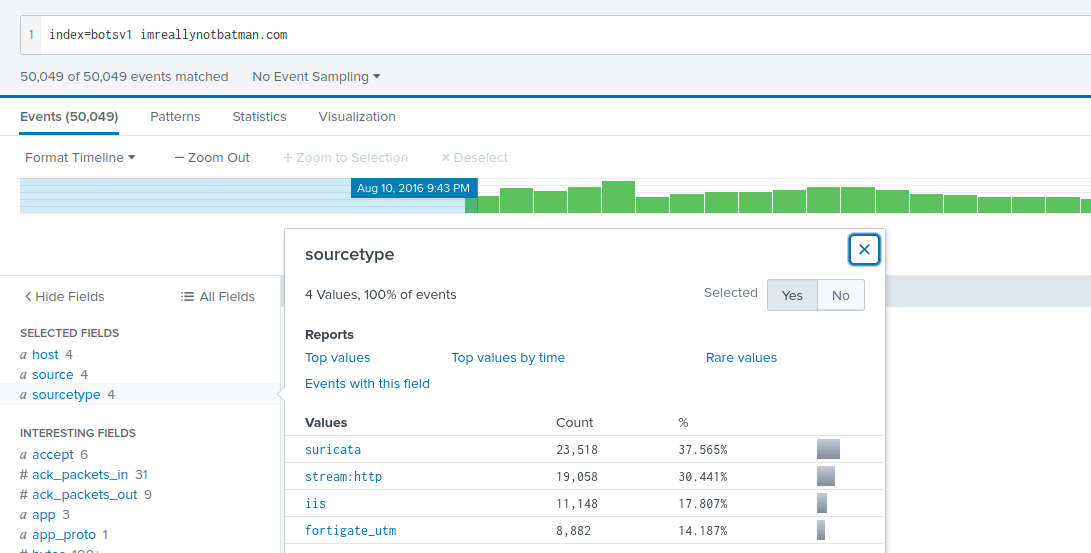 1 index=botsv1 imreallynotbatman.com
50,049 of 50,049 events matched No Event Sampling
Events (50,049) Patterns Statistics Visualization
Format Timeline — Zoom Out + Zoom to Selection × Deselect
Aug 10, 2016 9:43 PM
sourcetype
4 Values, 100% of events Selected Yes No
Reports
Top values Top values by time Rare values
Events with this field
Values Count %
suricata 23,518 37.565%
stream:http 19,058 30.441%
iis 11,148 17.807%
fortigate_utm 8,882 14.187%
< Hide Fields All Fields
SELECTED FIELDS
a host 4
a source 4
a sourcetype 4
INTERESTING FIELDS
a accept 6
# ack_packets_in 31
# ack_packets_out 9
a app 3
a app_proto 1